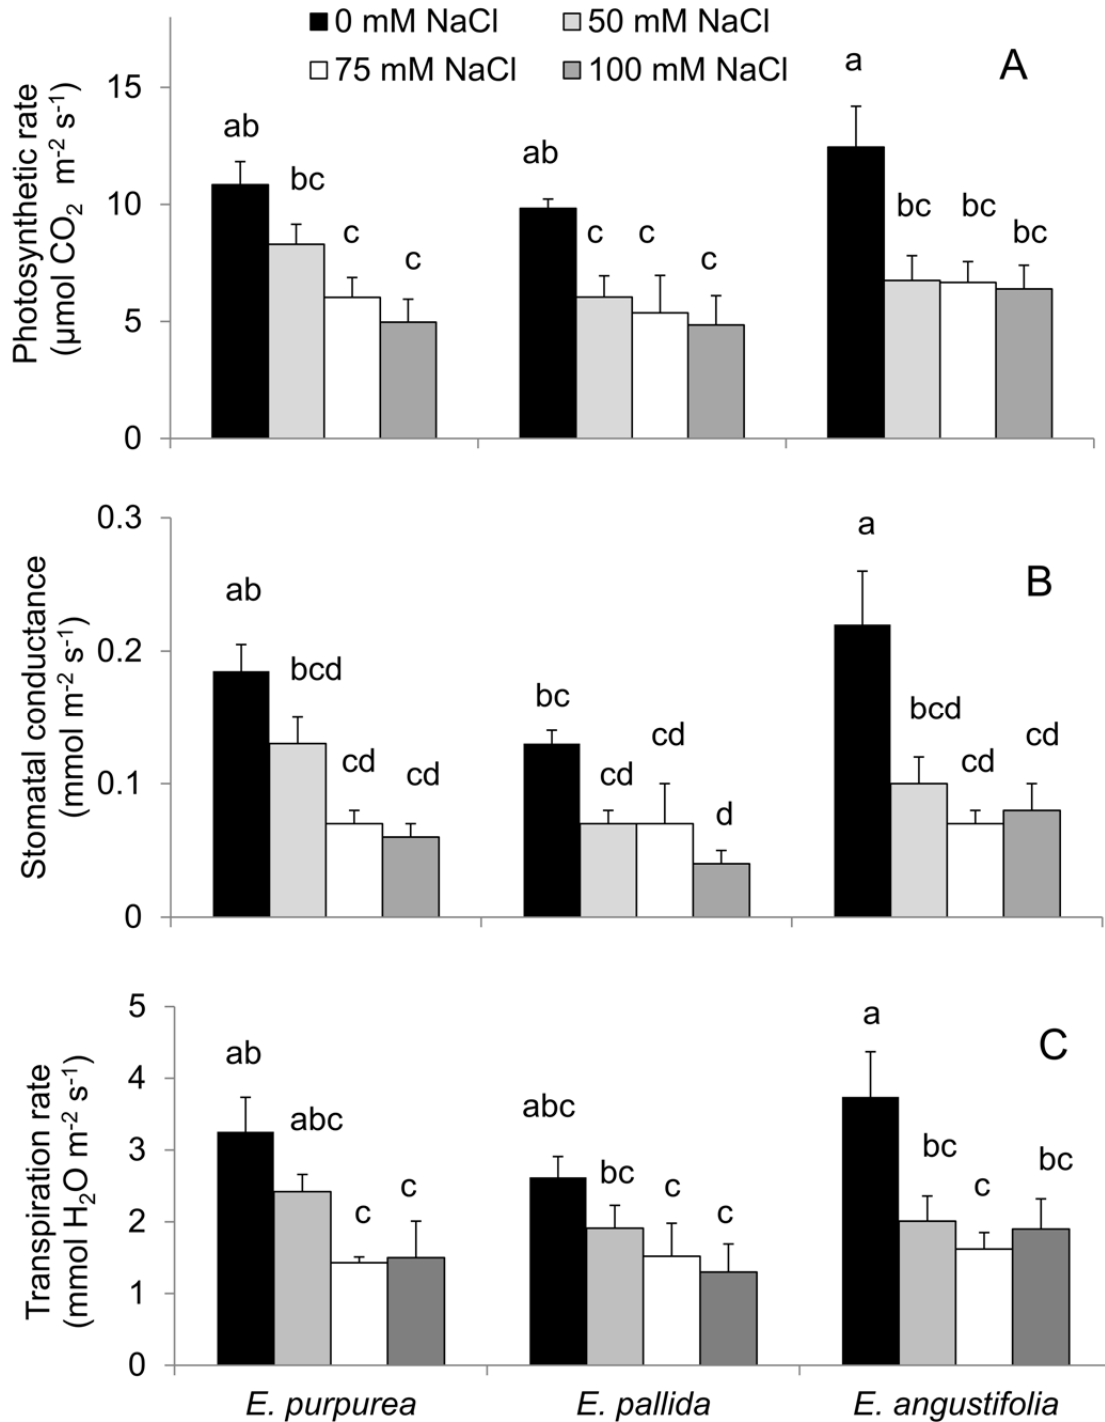 0 mM NaCl 50 mM NaCl
75 mM NaCl 100 mM NaCl
A
Photosynthetic rate
(µmol CO₂ m⁻² s⁻¹)
15
10
5
0
ab bc c c
ab c c c
a bc bc bc
B
Stomatal conductance
(mmol m⁻² s⁻¹)
0.3
0.2
0.1
0
ab bcd cd cd
bc cd cd d
a bcd cd cd
C
Transpiration rate
(mmol H₂O m⁻² s⁻¹)
5
4
3
2
1
0
ab abc c c
abc bc c c
a bc c bc
E. purpurea E. pallida E. angustifolia